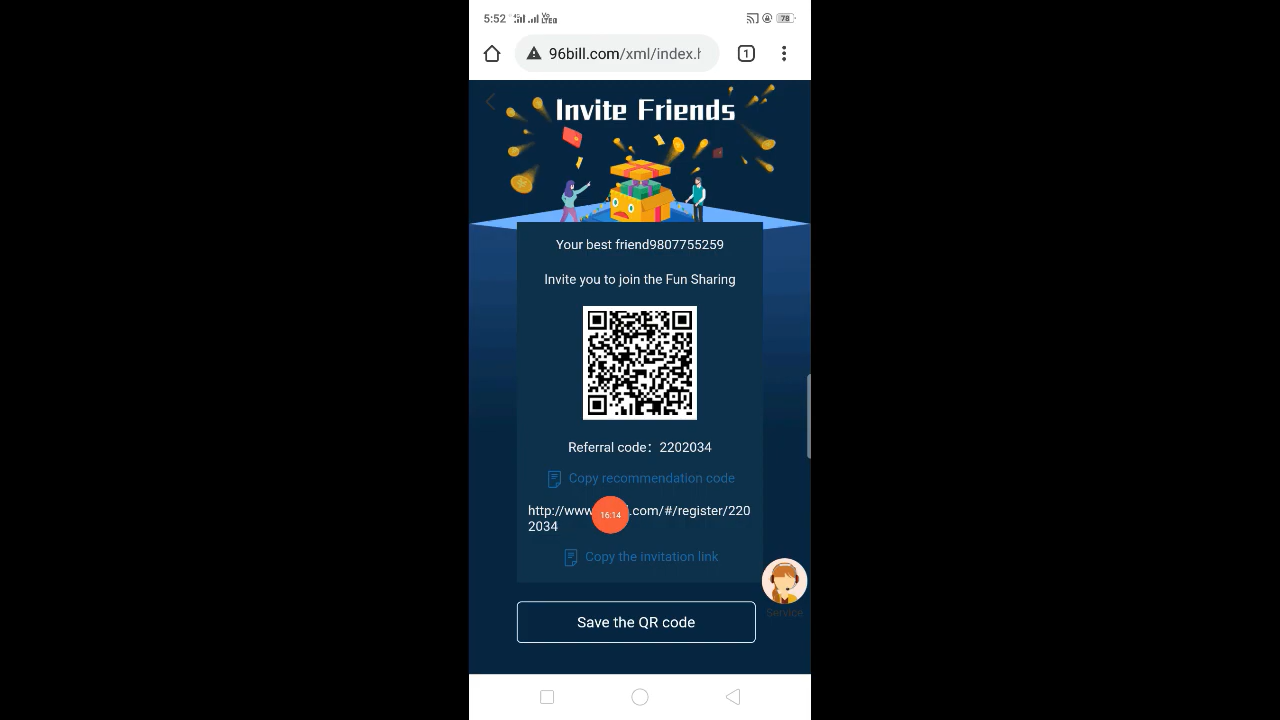 5:52
78
96bill.com/xml/index.h
1
Invite Friends
Your best friend9807755259
Invite you to join the Fun Sharing
Referral code：2202034
Copy recommendation code
http://www .com/#/register/220
2034
16:14
Copy the invitation link
Service
Save the QR code